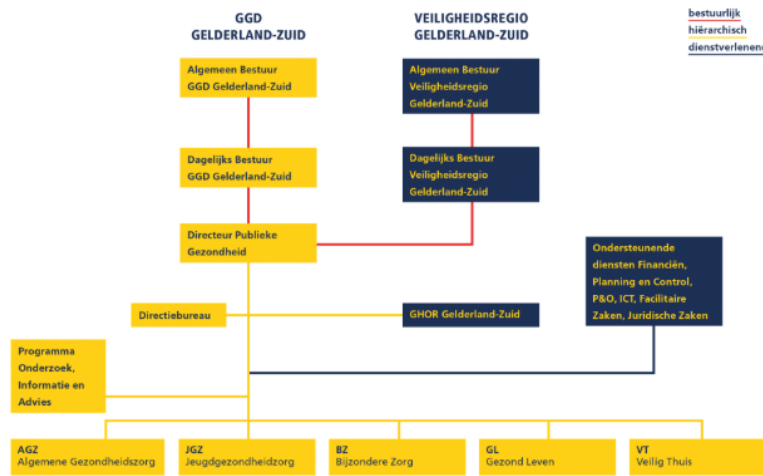 GGD
GELDERLAND-ZUID
VEILIGHEIDSREGIO
GELDERLAND-ZUID
bestuurlijk
hiërarchisch
dienstverlenend
Algemeen Bestuur
GGD Gelderland-Zuid
Algemeen Bestuur
Veiligheidsregio
Gelderland-Zuid
Dagelijks Bestuur
GGD Gelderland-Zuid
Dagelijks Bestuur
Veiligheidsregio
Gelderland-Zuid
Directeur Publieke
Gezondheid
Ondersteunende
diensten Financiën,
Planning en Control,
P&O, ICT, Facilitaire
Zaken, Juridische Zaken
Directiebureau
GHOR Gelderland-Zuid
Programma
Onderzoek,
Informatie en
Advies
AGZ
Algemene Gezondheidszorg
JGZ
Jeugdgezondheidzorg
BZ
Bijzondere Zorg
GL
Gezond Leven
VT
Veilig Thuis